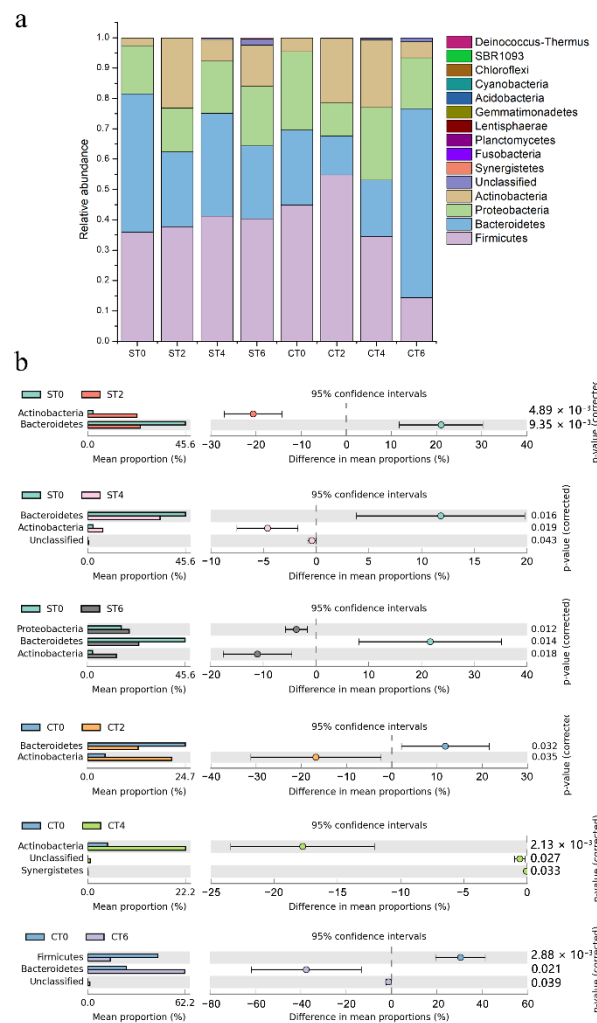 a
Relative abundance
1.0
0.9
0.8
0.7
0.6
0.5
0.4
0.3
0.2
0.1
0.0
ST0 ST2 ST4 ST6 CT0 CT2 CT4 CT6
Deinococcus-Thermus
SBR1093
Chloroflexi
Cyanobacteria
Acidobacteria
Gemmatimonadetes
Lentisphaerae
Planctomycetes
Fusobacteria
Synergistetes
Unclassified
Actinobacteria
Proteobacteria
Bacteroidetes
Firmicutes
b
ST0 ST2
95% confidence intervals
Actinobacteria 4.89 × 10⁻³
Bacteroidetes 9.35 × 10⁻³
0.0 45.6 −30 −20 −10 0 10 20 30 40
Mean proportion (%) Difference in mean proportions (%)
p-value (correcte
ST0 ST4
95% confidence intervals
Bacteroidetes 0.016
Actinobacteria 0.019
Unclassified 0.043
0.0 45.6 −10 −5 0 5 10 15 20
Mean proportion (%) Difference in mean proportions (%)
p-value (corrected)
ST0 ST6
95% confidence intervals
Proteobacteria 0.012
Bacteroidetes 0.014
Actinobacteria 0.018
0.0 45.6 −20 −10 0 10 20 30 40
Mean proportion (%) Difference in mean proportions (%)
p-value (corrected)
CT0 CT2
95% confidence intervals
Bacteroidetes 0.032
Actinobacteria 0.035
0.0 24.7 −40 −30 −20 −10 −0 10 20 30
Mean proportion (%) Difference in mean proportions (%)
p-value (corrected
CT0 CT4
95% confidence intervals
Actinobacteria 2.13 × 10⁻³
Unclassified 0.027
Synergistetes 0.033
0.0 22.2 −25 −20 −15 −10 −5 0
Mean proportion (%) Difference in mean proportions (%)
p-value (corrected)
CT0 CT6
95% confidence intervals
Firmicutes 2.88 × 10⁻³
Bacteroidetes 0.021
Unclassified 0.039
0.0 62.2 −80 −60 −40 −20 0 20 40 60
Mean proportion (%) Difference in mean proportions (%)
p-value (corrected)